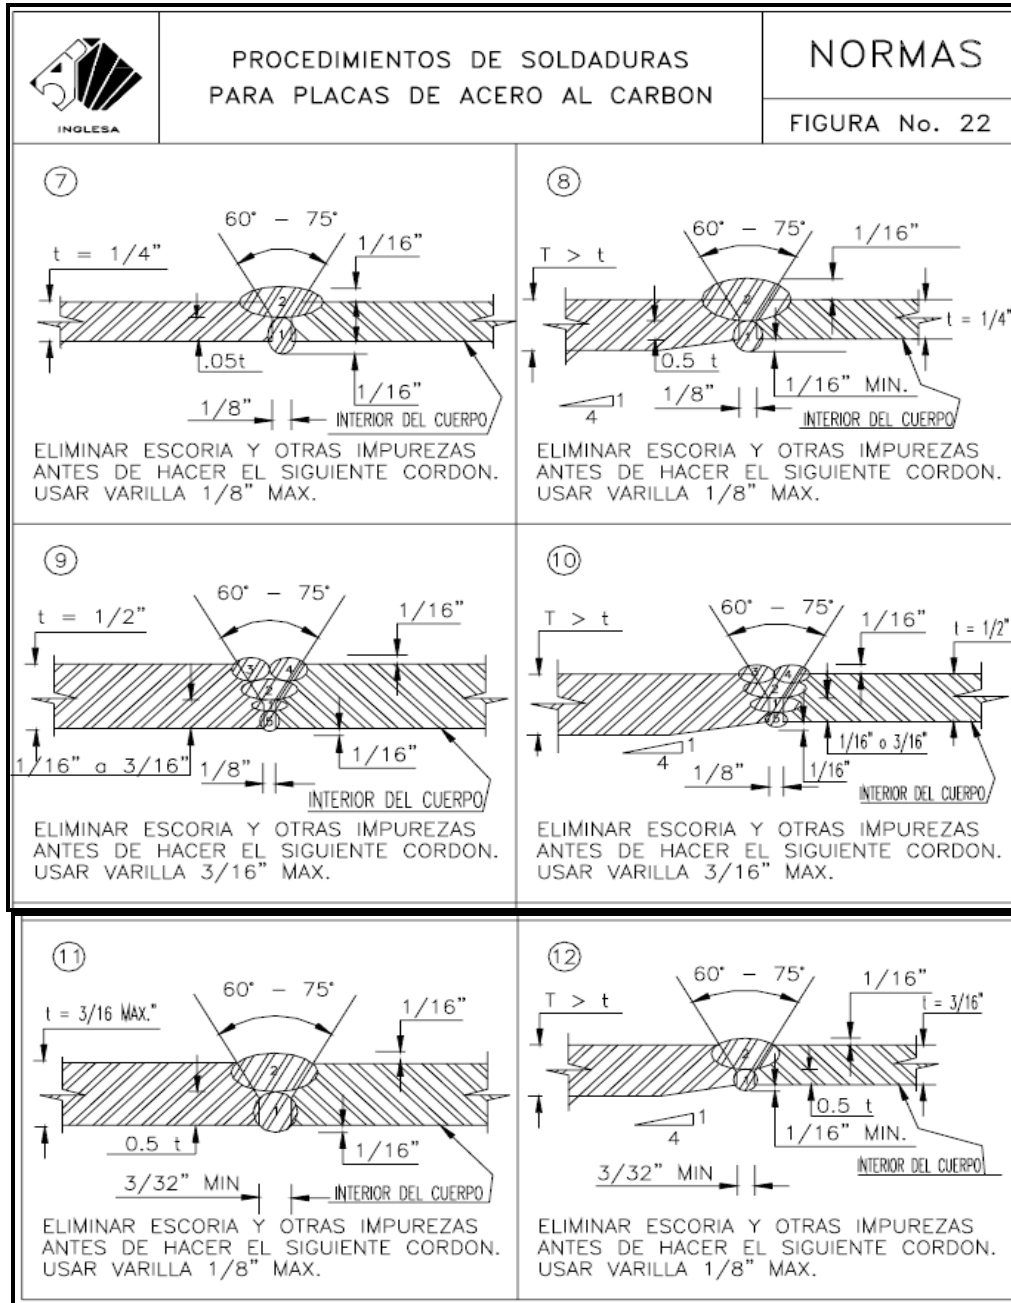 INGLESA
PROCEDIMIENTOS DE SOLDADURAS
PARA PLACAS DE ACERO AL CARBON
NORMAS
FIGURA No. 22
7
60° - 75°
t = 1/4"
1/16"
2
1
.05t
1/16"
1/8"
INTERIOR DEL CUERPO
ELIMINAR ESCORIA Y OTRAS IMPUREZAS
ANTES DE HACER EL SIGUIENTE CORDON.
USAR VARILLA 1/8" MAX.
8
60° - 75°
T > t
1/16"
2
1
t = 1/4"
0.5 t
1/16" MIN.
1
4
1/8"
INTERIOR DEL CUERPO
ELIMINAR ESCORIA Y OTRAS IMPUREZAS
ANTES DE HACER EL SIGUIENTE CORDON.
USAR VARILLA 1/8" MAX.
9
60° - 75°
t = 1/2"
1/16"
3
4
2
1
5
1/16" a 3/16"
1/8"
1/16"
INTERIOR DEL CUERPO
ELIMINAR ESCORIA Y OTRAS IMPUREZAS
ANTES DE HACER EL SIGUIENTE CORDON.
USAR VARILLA 3/16" MAX.
10
60° - 75°
T > t
1/16"
t = 1/2"
3
4
2
1
5
1/16" o 3/16"
1
4
1/8"
1/16"
INTERIOR DEL CUERPO
ELIMINAR ESCORIA Y OTRAS IMPUREZAS
ANTES DE HACER EL SIGUIENTE CORDON.
USAR VARILLA 3/16" MAX.
11
60° - 75°
t = 3/16 MAX."
1/16"
2
1
0.5 t
1/16"
3/32" MIN
INTERIOR DEL CUERPO
ELIMINAR ESCORIA Y OTRAS IMPUREZAS
ANTES DE HACER EL SIGUIENTE CORDON.
USAR VARILLA 1/8" MAX.
12
60° - 75°
T > t
1/16"
t = 3/16"
2
1
0.5 t
1
4
1/16" MIN.
3/32" MIN
INTERIOR DEL CUERPO
ELIMINAR ESCORIA Y OTRAS IMPUREZAS
ANTES DE HACER EL SIGUIENTE CORDON.
USAR VARILLA 1/8" MAX.